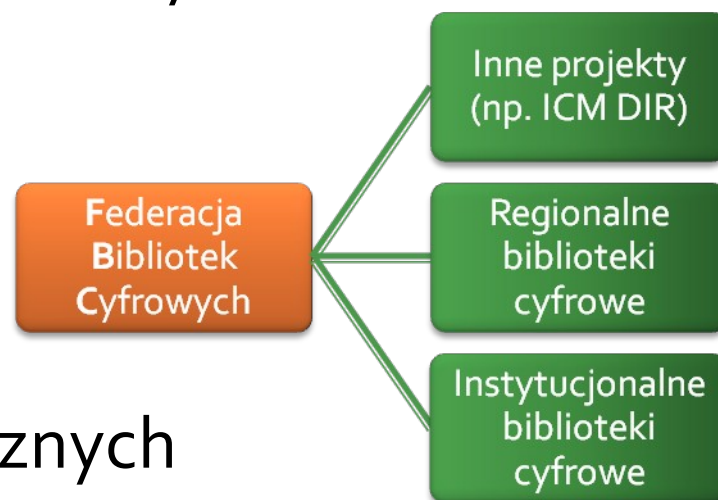 Inne projekty
(np. ICM DIR)
Federacja
Bibliotek
Cyfrowych
Regionalne
biblioteki
cyfrowe
Instytucjonalne
biblioteki
cyfrowe
znych